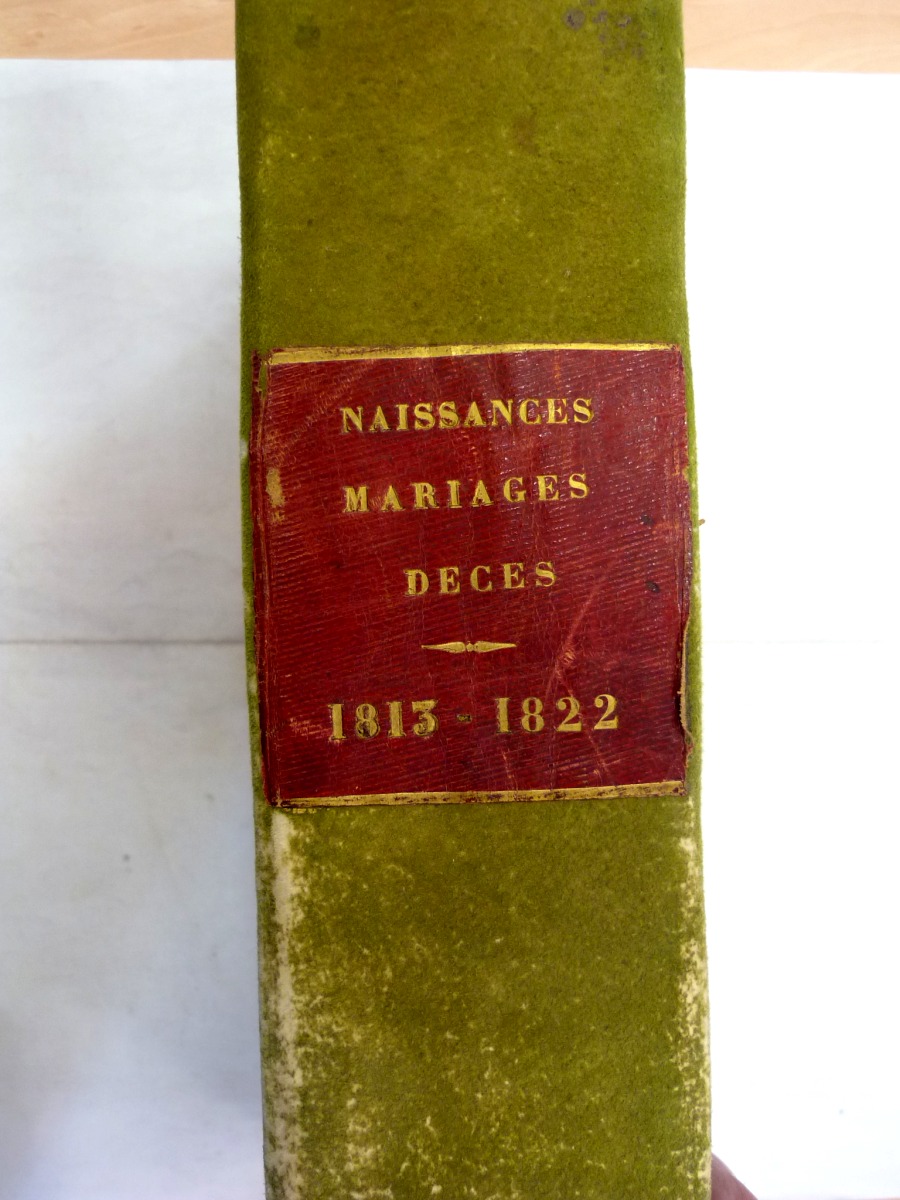 NAISSANCES
MARIAGES
DECES
1813 - 1822